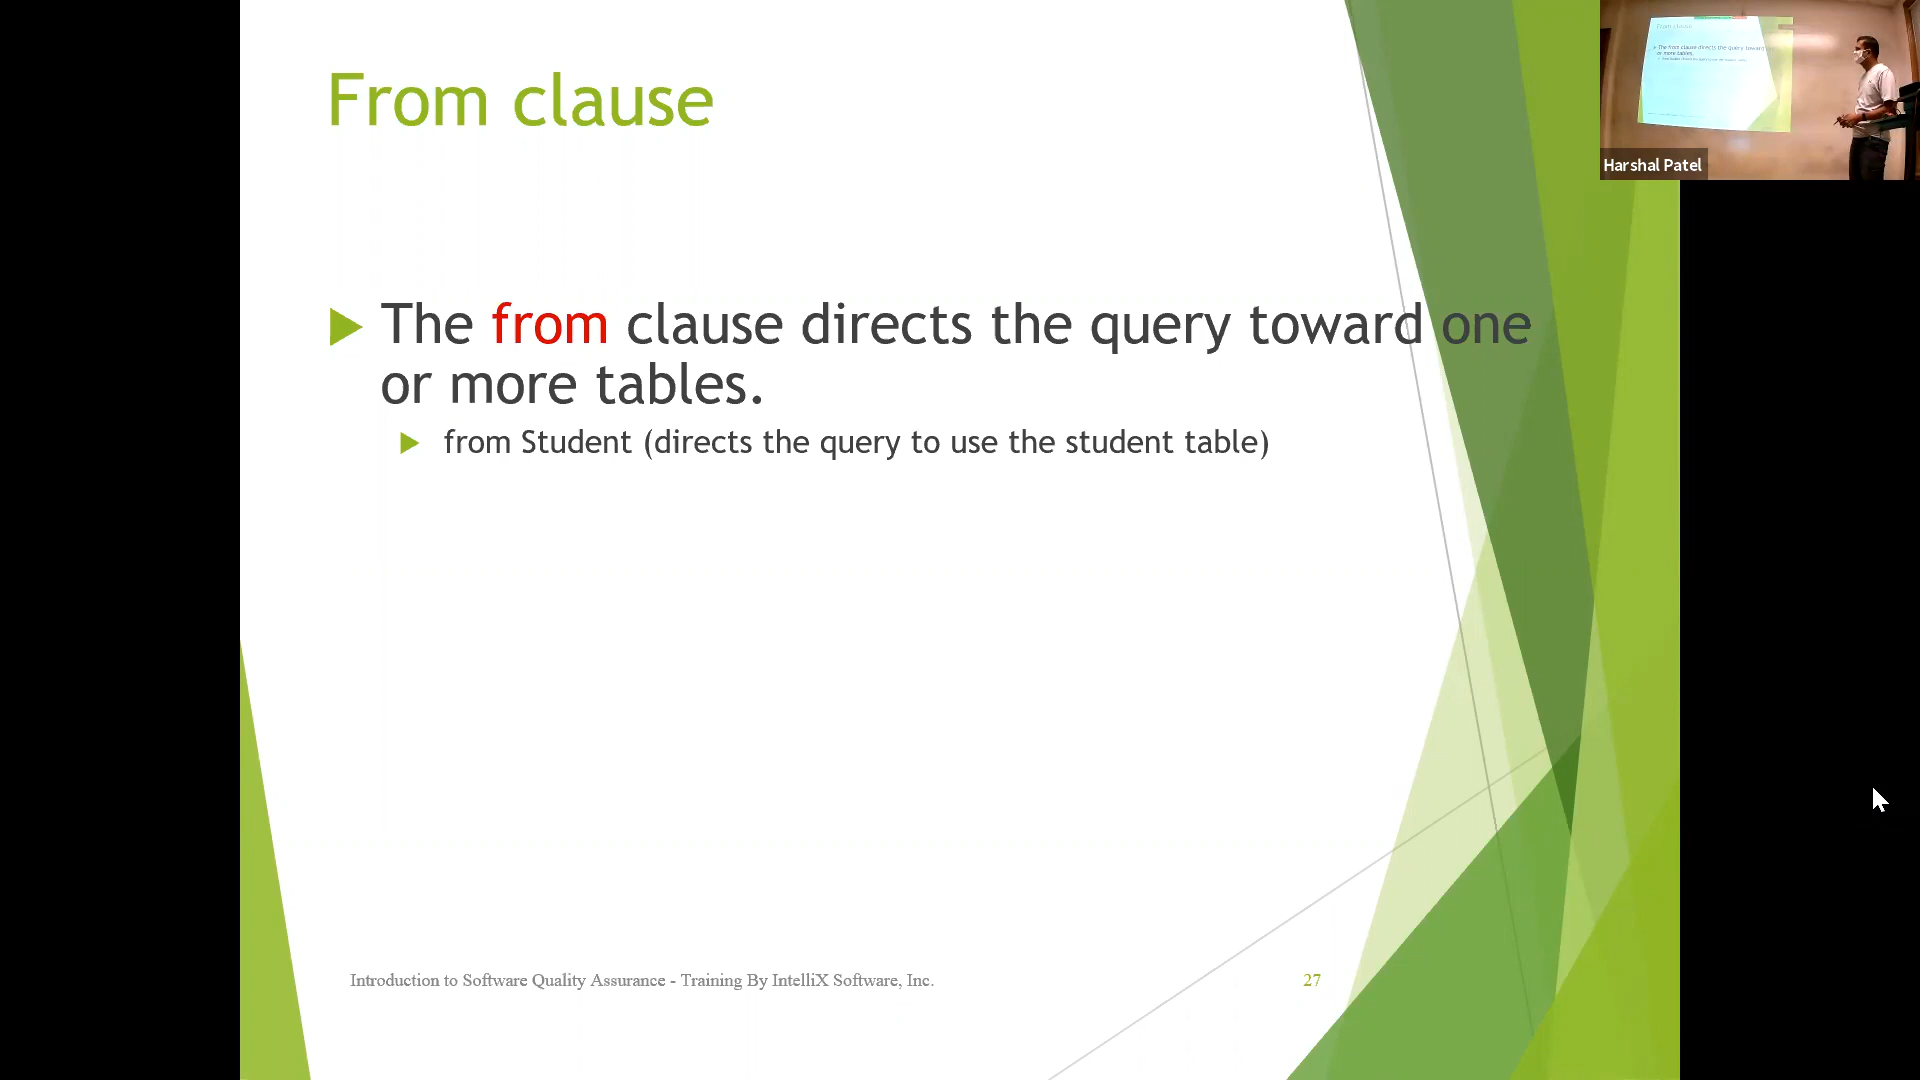 From clause
The from clause directs the query toward one
or more tables.
from Student (directs the query to use the student table)
Introduction to Software Quality Assurance - Training By IntelliX Software, Inc.
27
Harshal Patel